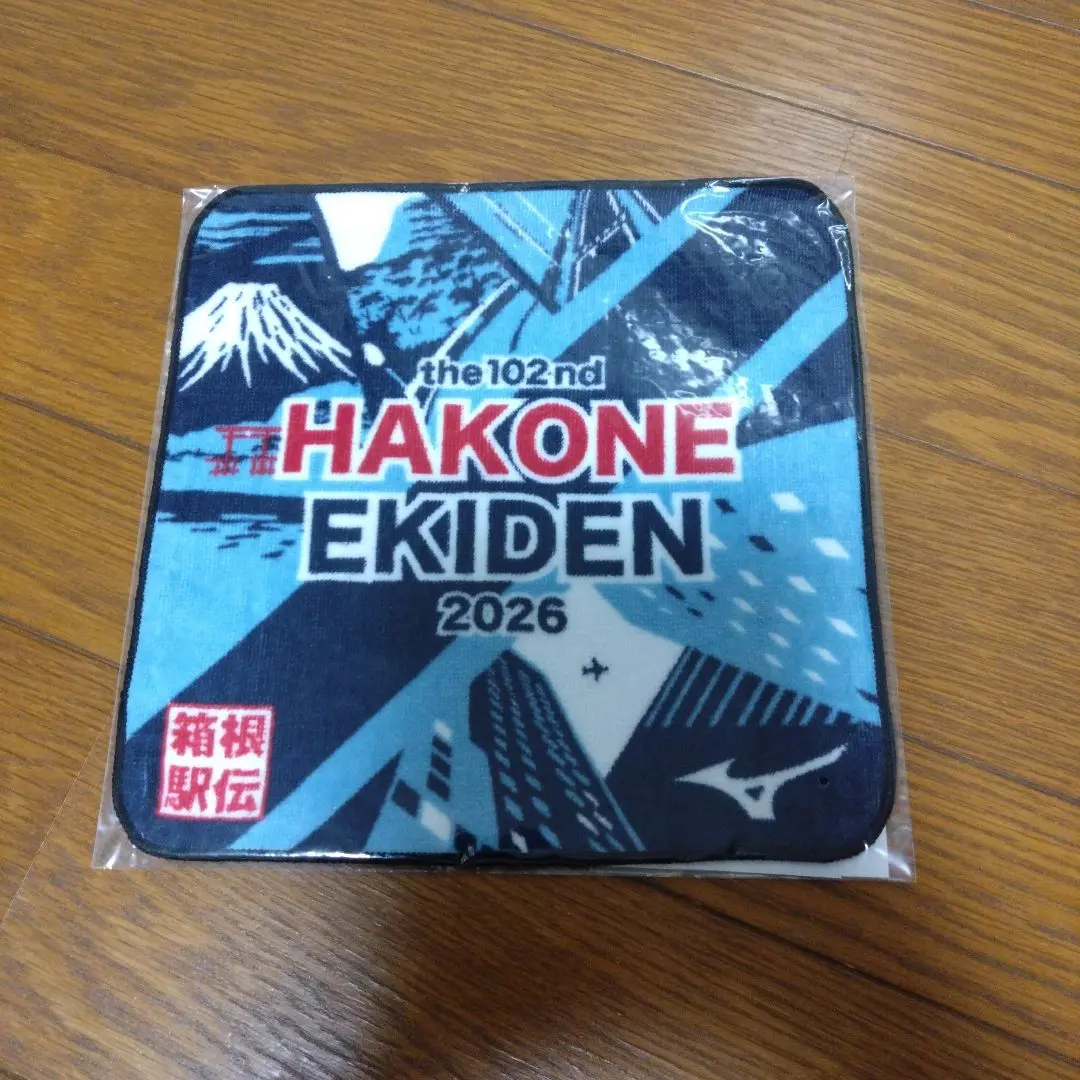 the 102nd
HAKONE
EKIDEN
2026
箱根
駅伝